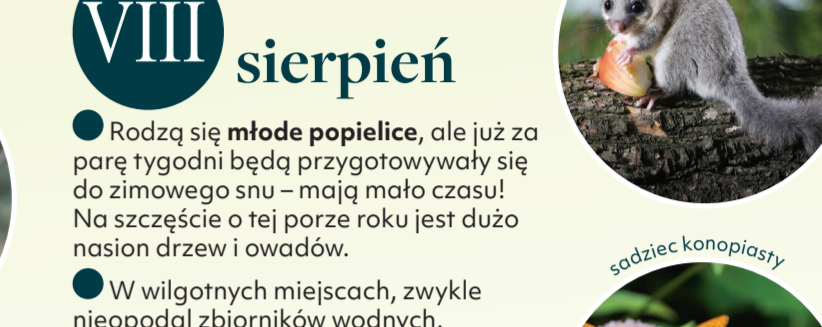 VIII
sierpień
Rodzą się młode popielice, ale już za
parę tygodni będą przygotowywały się
do zimowego snu – mają mało czasu!
Na szczęście o tej porze roku jest dużo
nasion drzew i owadów.
sadziec konopiasty
W wilgotnych miejscach, zwykle
nieopodal zbiorników wodnych,